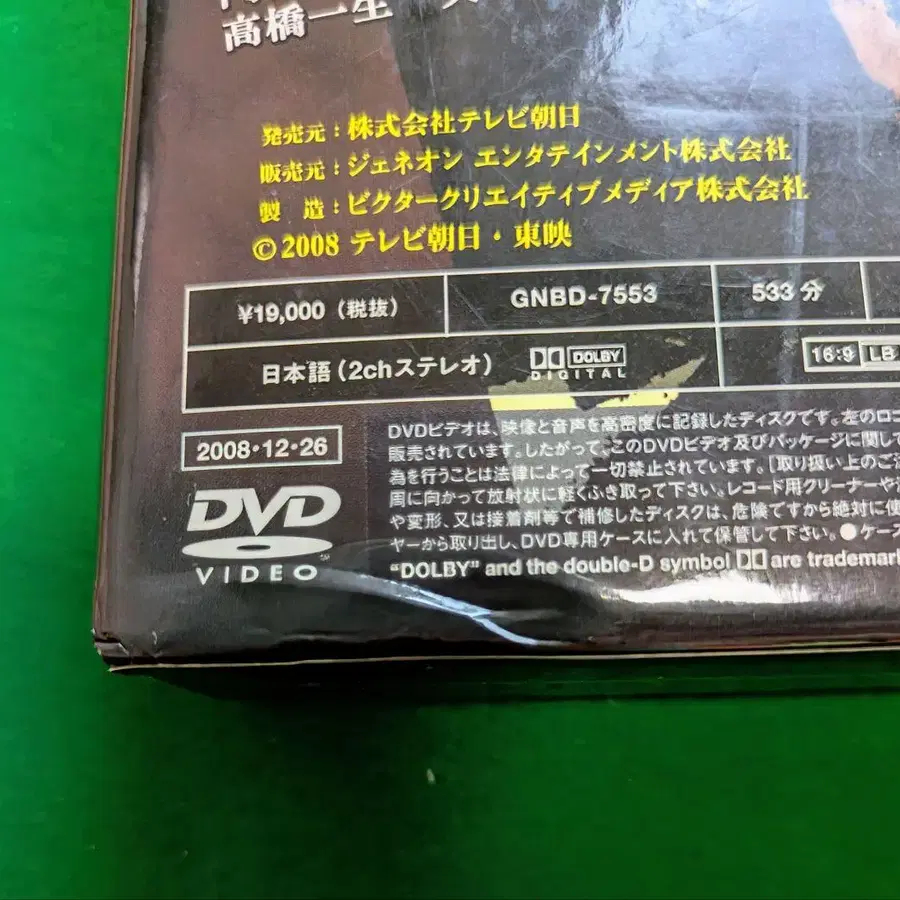 高橋一生
発売元：株式会社テレビ朝日
販売元：ジェネオン エンタテインメント株式会社
製　造：ビクタークリエイティブメディア株式会社
©2008 テレビ朝日・東映
¥19,000（税抜） GNBD-7553 533分
日本語（2chステレオ） DOLBY DIGITAL 16:9 LB
2008・12・26
DVD VIDEO
DVDビデオは、映像と音声を高密度に記録したディスクです。左のロゴ
販売されています。したがって、このDVDビデオ及びパッケージに関して
為を行うことは法律によって一切禁止されています。［取り扱い上のご注
周に向かって放射状に軽くふき取って下さい。レコード用クリーナーや
や変形、又は接着剤等で補修したディスクは、危険ですから絶対に使
ヤーから取り出し、DVD専用ケースに入れて保管して下さい。●ケース
"DOLBY" and the double-D symbol are trademark